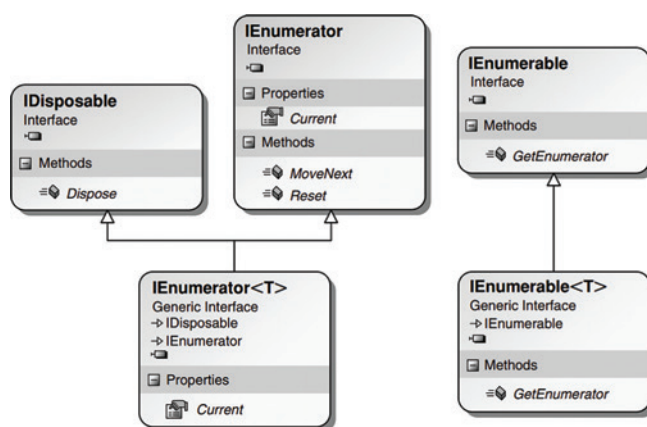 IDisposable
Interface
Methods
Dispose
IEnumerator
Interface
Properties
Current
Methods
MoveNext
Reset
IEnumerable
Interface
Methods
GetEnumerator
IEnumerator<T>
Generic Interface
IDisposable
IEnumerator
Properties
Current
IEnumerable<T>
Generic Interface
IEnumerable
Methods
GetEnumerator